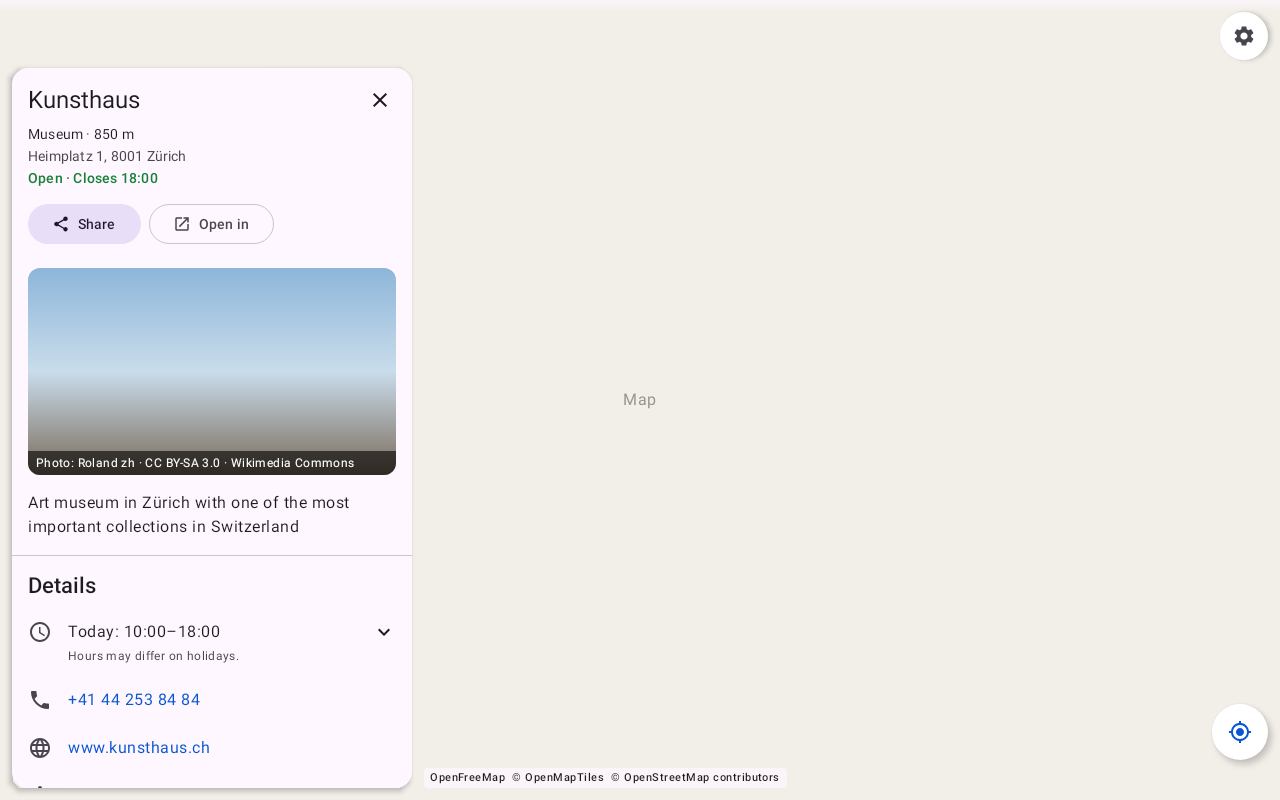 Kunsthaus
Museum · 850 m
Heimplatz 1, 8001 Zürich
Open · Closes 18:00
Share
Open in
Photo: Roland zh · CC BY-SA 3.0 · Wikimedia Commons
Art museum in Zürich with one of the most
important collections in Switzerland
Details
Today: 10:00–18:00
Hours may differ on holidays.
+41 44 253 84 84
www.kunsthaus.ch
Map
OpenFreeMap © OpenMapTiles © OpenStreetMap contributors